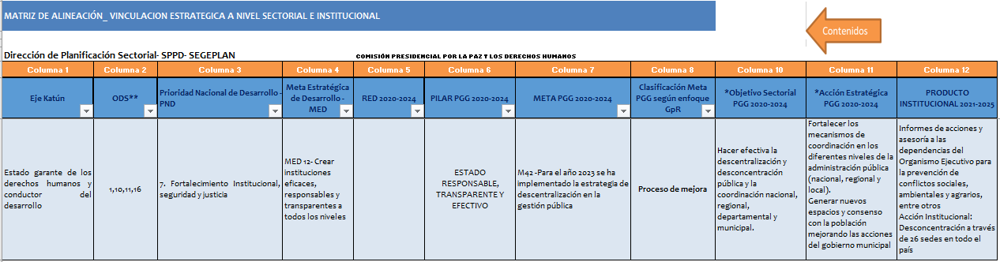 MATRIZ DE ALINEACIÓN_ VINCULACION ESTRATEGICA A NIVEL SECTORIAL E INSTITUCIONAL
Contenidos
Dirección de Planificación Sectorial- SPPD- SEGEPLAN
COMISIÓN PRESIDENCIAL POR LA PAZ Y LOS DERECHOS HUMANOS
Columna 1
Columna 2
Columna 3
Columna 4
Columna 5
Columna 6
Columna 7
Columna 8
Columna 10
Columna 11
Columna 12
Eje Katún
ODS**
Prioridad Nacional de Desarrollo -
PND
Meta Estratégica
de Desarrollo -
MED
RED 2020-2024
PILAR PGG 2020-2024
META PGG 2020-2024
Clasificación Meta
PGG según enfoque
GpR
*Objetivo Sectorial
PGG 2020-2024
*Acción Estratégica
PGG 2020-2024
PRODUCTO
INSTITUCIONAL 2021-2025
Estado garante de los
derechos humanos y
conductor del
desarrollo
1,10,11,16
7. Fortalecimiento Institucional,
seguridad y justicia
MED 12- Crear
instituciones
eficaces,
responsables y
transparentes a
todos los niveles
ESTADO
RESPONSABLE,
TRANSPARENTE Y
EFECTIVO
M42 -Para el año 2023 se ha
implementado la estrategia de
descentralización en la
gestión pública
Proceso de mejora
Hacer efectiva la
descentralización y
desconcentración
pública y la
coordinación nacional,
regional,
departamental y
municipal.
Fortalecer los
mecanismos de
coordinación en los
diferentes niveles de la
administración pública
(nacional, regional y
local).
Generar nuevos
espacios y consenso
con la población
mejorando las acciones
del gobierno municipal
Informes de acciones y
asesoría a las
dependencias del
Organismo Ejecutivo para
la prevención de
conflictos sociales,
ambientales y agrarios,
entre otros
Acción Institucional:
Desconcentración a través
de 26 sedes en todo el
país